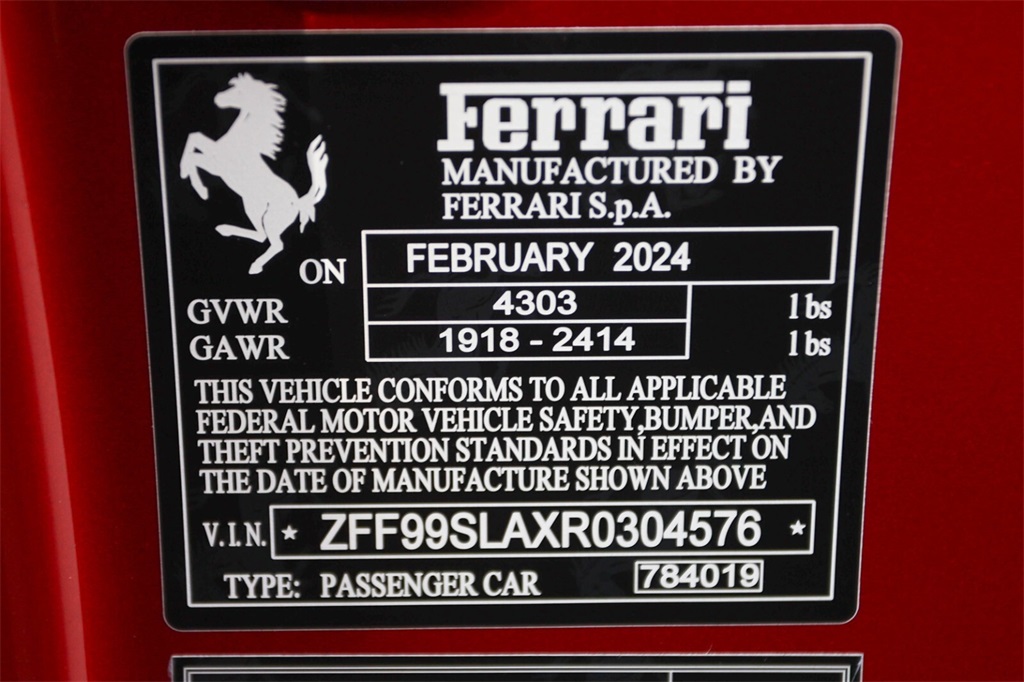 Ferrari
MANUFACTURED BY
FERRARI S.p.A.
ON FEBRUARY 2024
GVWR 4303 lbs
GAWR 1918 - 2414 lbs
THIS VEHICLE CONFORMS TO ALL APPLICABLE
FEDERAL MOTOR VEHICLE SAFETY,BUMPER,AND
THEFT PREVENTION STANDARDS IN EFFECT ON
THE DATE OF MANUFACTURE SHOWN ABOVE
V.I.N. ★ ZFF99SLAXR0304576 ★
TYPE: PASSENGER CAR 784019